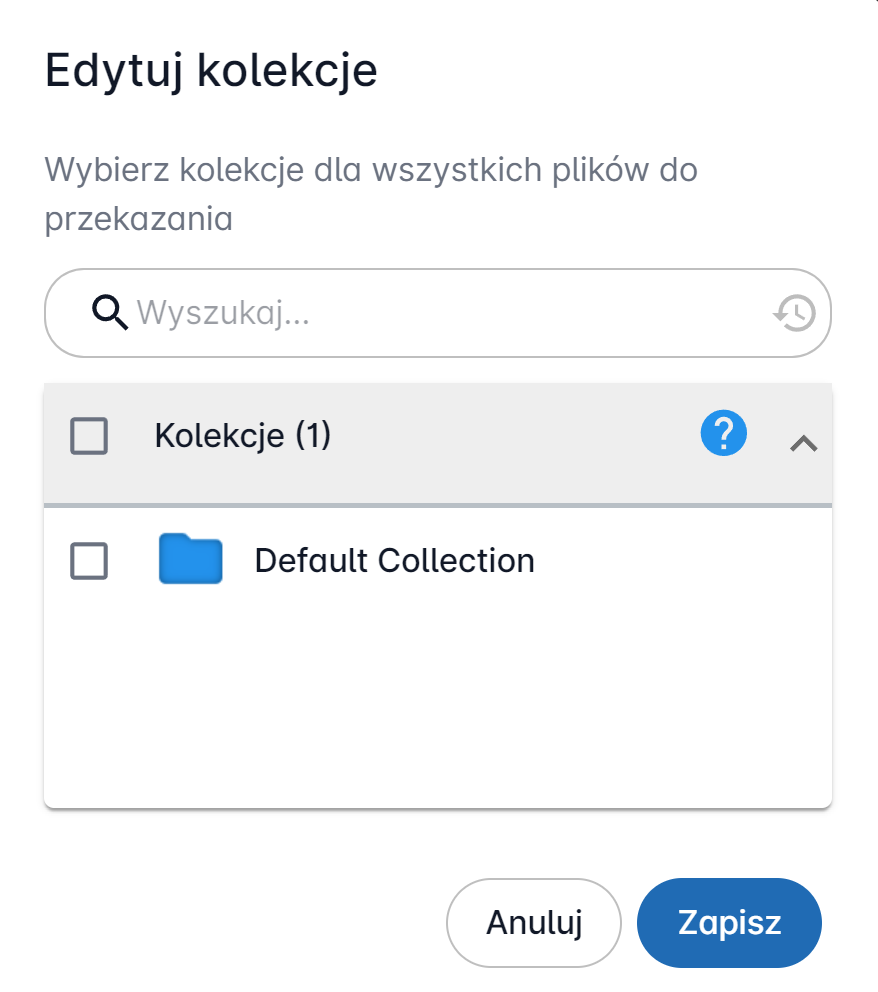 Edytuj kolekcje
Wybierz kolekcje dla wszystkich plików do
przekazania
Wyszukaj...
Kolekcje (1)
?
Default Collection
Anuluj
Zapisz